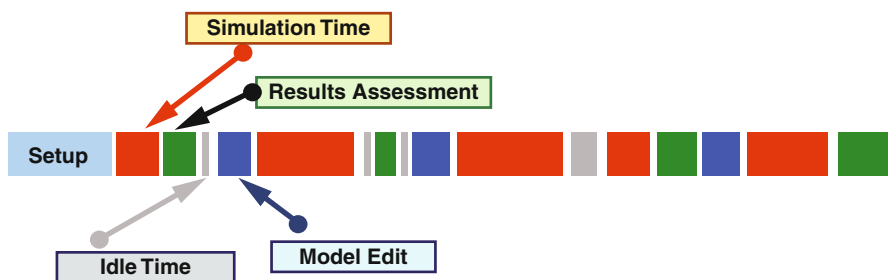 Simulation Time
Results Assessment
Setup
Model Edit
Idle Time